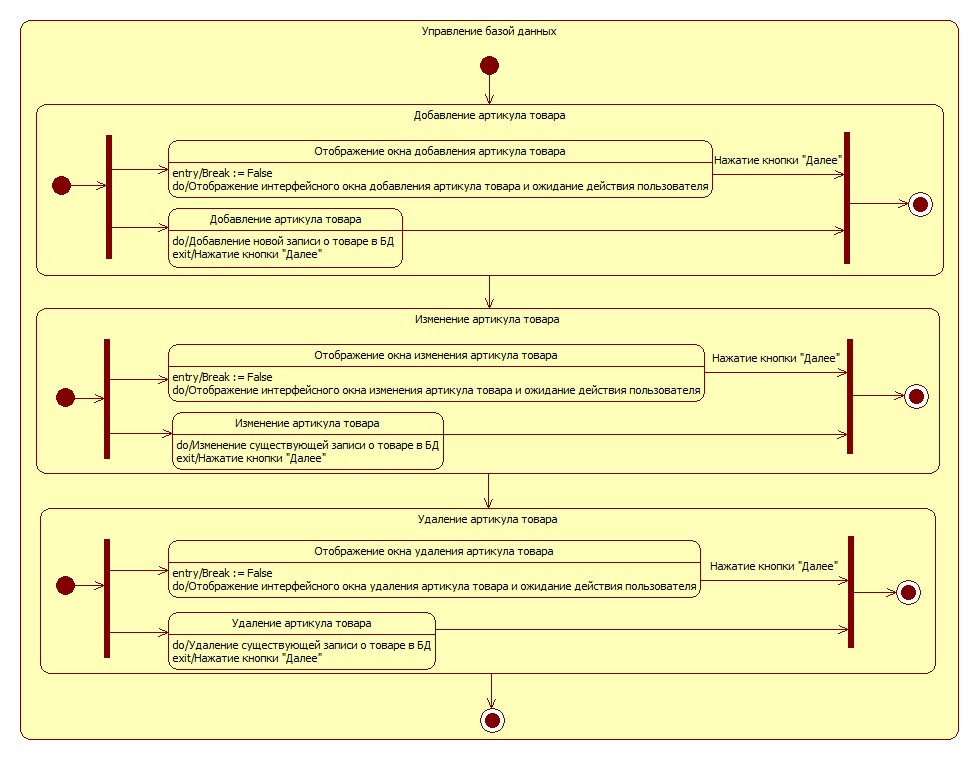 Управление базой данных
Добавление артикула товара
Отображение окна добавления артикула товара
entry/Break := False
do/Отображение интерфейсного окна добавления артикула товара и ожидание действия пользователя
Нажатие кнопки "Далее"
Добавление артикула товара
do/Добавление новой записи о товаре в БД
exit/Нажатие кнопки "Далее"
Изменение артикула товара
Отображение окна изменения артикула товара
entry/Break := False
do/Отображение интерфейсного окна изменения артикула товара и ожидание действия пользователя
Нажатие кнопки "Далее"
Изменение артикула товара
do/Изменение существующей записи о товаре в БД
exit/Нажатие кнопки "Далее"
Удаление артикула товара
Отображение окна удаления артикула товара
entry/Break := False
do/Отображение интерфейсного окна удаления артикула товара и ожидание действия пользователя
Нажатие кнопки "Далее"
Удаление артикула товара
do/Удаление существующей записи о товаре в БД
exit/Нажатие кнопки "Далее"